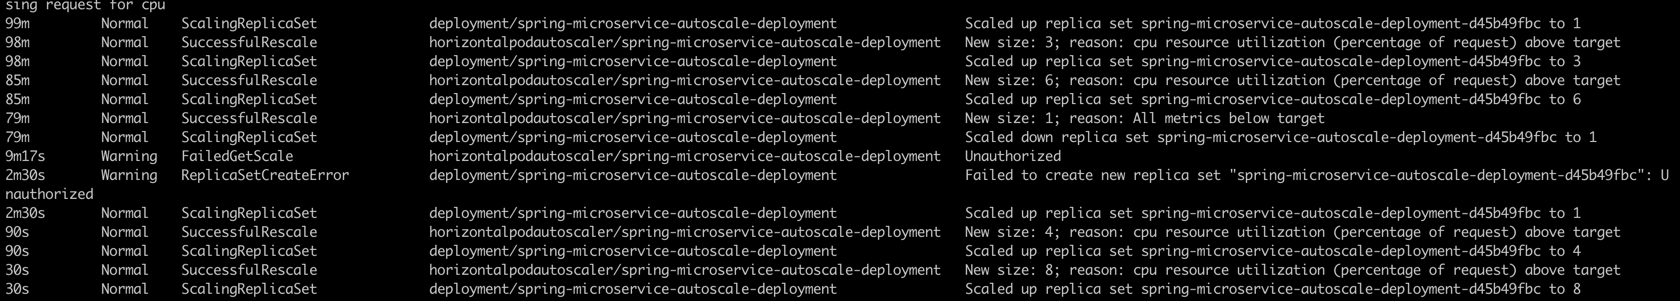 sing request for cpu
99m Normal ScalingReplicaSet deployment/spring-microservice-autoscale-deployment Scaled up replica set spring-microservice-autoscale-deployment-d45b49fbc to 1
98m Normal SuccessfulRescale horizontalpodautoscaler/spring-microservice-autoscale-deployment New size: 3; reason: cpu resource utilization (percentage of request) above target
98m Normal ScalingReplicaSet deployment/spring-microservice-autoscale-deployment Scaled up replica set spring-microservice-autoscale-deployment-d45b49fbc to 3
85m Normal SuccessfulRescale horizontalpodautoscaler/spring-microservice-autoscale-deployment New size: 6; reason: cpu resource utilization (percentage of request) above target
85m Normal ScalingReplicaSet deployment/spring-microservice-autoscale-deployment Scaled up replica set spring-microservice-autoscale-deployment-d45b49fbc to 6
79m Normal SuccessfulRescale horizontalpodautoscaler/spring-microservice-autoscale-deployment New size: 1; reason: All metrics below target
79m Normal ScalingReplicaSet deployment/spring-microservice-autoscale-deployment Scaled down replica set spring-microservice-autoscale-deployment-d45b49fbc to 1
9m17s Warning FailedGetScale horizontalpodautoscaler/spring-microservice-autoscale-deployment Unauthorized
2m30s Warning ReplicaSetCreateError deployment/spring-microservice-autoscale-deployment Failed to create new replica set "spring-microservice-autoscale-deployment-d45b49fbc": U
nauthorized
2m30s Normal ScalingReplicaSet deployment/spring-microservice-autoscale-deployment Scaled up replica set spring-microservice-autoscale-deployment-d45b49fbc to 1
90s Normal SuccessfulRescale horizontalpodautoscaler/spring-microservice-autoscale-deployment New size: 4; reason: cpu resource utilization (percentage of request) above target
90s Normal ScalingReplicaSet deployment/spring-microservice-autoscale-deployment Scaled up replica set spring-microservice-autoscale-deployment-d45b49fbc to 4
30s Normal SuccessfulRescale horizontalpodautoscaler/spring-microservice-autoscale-deployment New size: 8; reason: cpu resource utilization (percentage of request) above target
30s Normal ScalingReplicaSet deployment/spring-microservice-autoscale-deployment Scaled up replica set spring-microservice-autoscale-deployment-d45b49fbc to 8